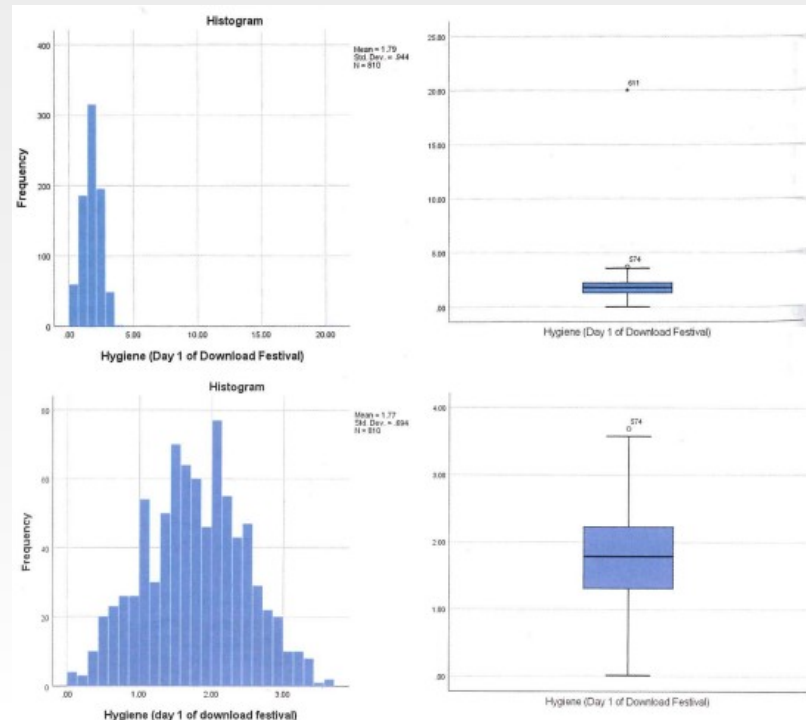 Histogram
Mean = 1.79
Std. Dev. = .944
N = 810
Frequency
400
300
200
100
0
.00
5.00
10.00
15.00
20.00
Hygiene (Day 1 of Download Festival)
25.00
20.00
15.00
10.00
5.00
.00
611
574
Hygiene (Day 1 of Download Festival)
Histogram
Mean = 1.77
Std. Dev. = .694
N = 810
Frequency
80
60
40
20
0
.00
1.00
2.00
3.00
Hygiene (day 1 of download festival)
4.00
3.00
2.00
1.00
.00
574
Hygiene (Day 1 of Download Festival)